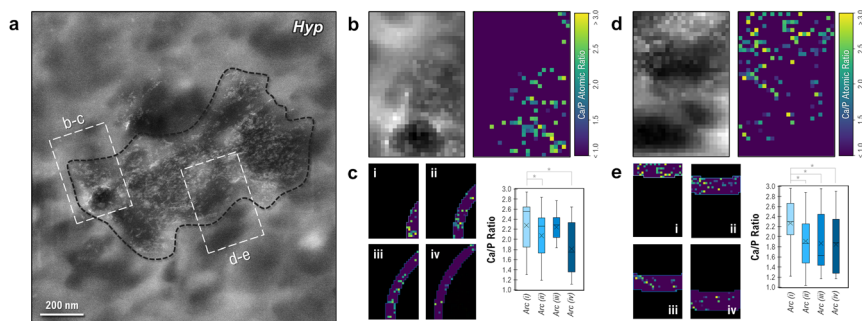 a
Hyp
b-c
d-e
200 nm
b
> 3.0
2.5
2.0
1.5
< 1.0
Ca/P Atomic Ratio
d
> 3.0
2.5
2.0
1.5
< 1.0
Ca/P Atomic Ratio
c
i
ii
iii
iv
Ca/P Ratio
3.0
2.8
2.6
2.4
2.2
2.0
1.8
1.6
1.4
1.2
1.0
*
*
Arc (i)
Arc (ii)
Arc (iii)
Arc (iv)
e
i
ii
iii
iv
Ca/P Ratio
3.0
2.8
2.6
2.4
2.2
2.0
1.8
1.6
1.4
1.2
1.0
*
*
*
Arc (i)
Arc (ii)
Arc (iii)
Arc (iv)